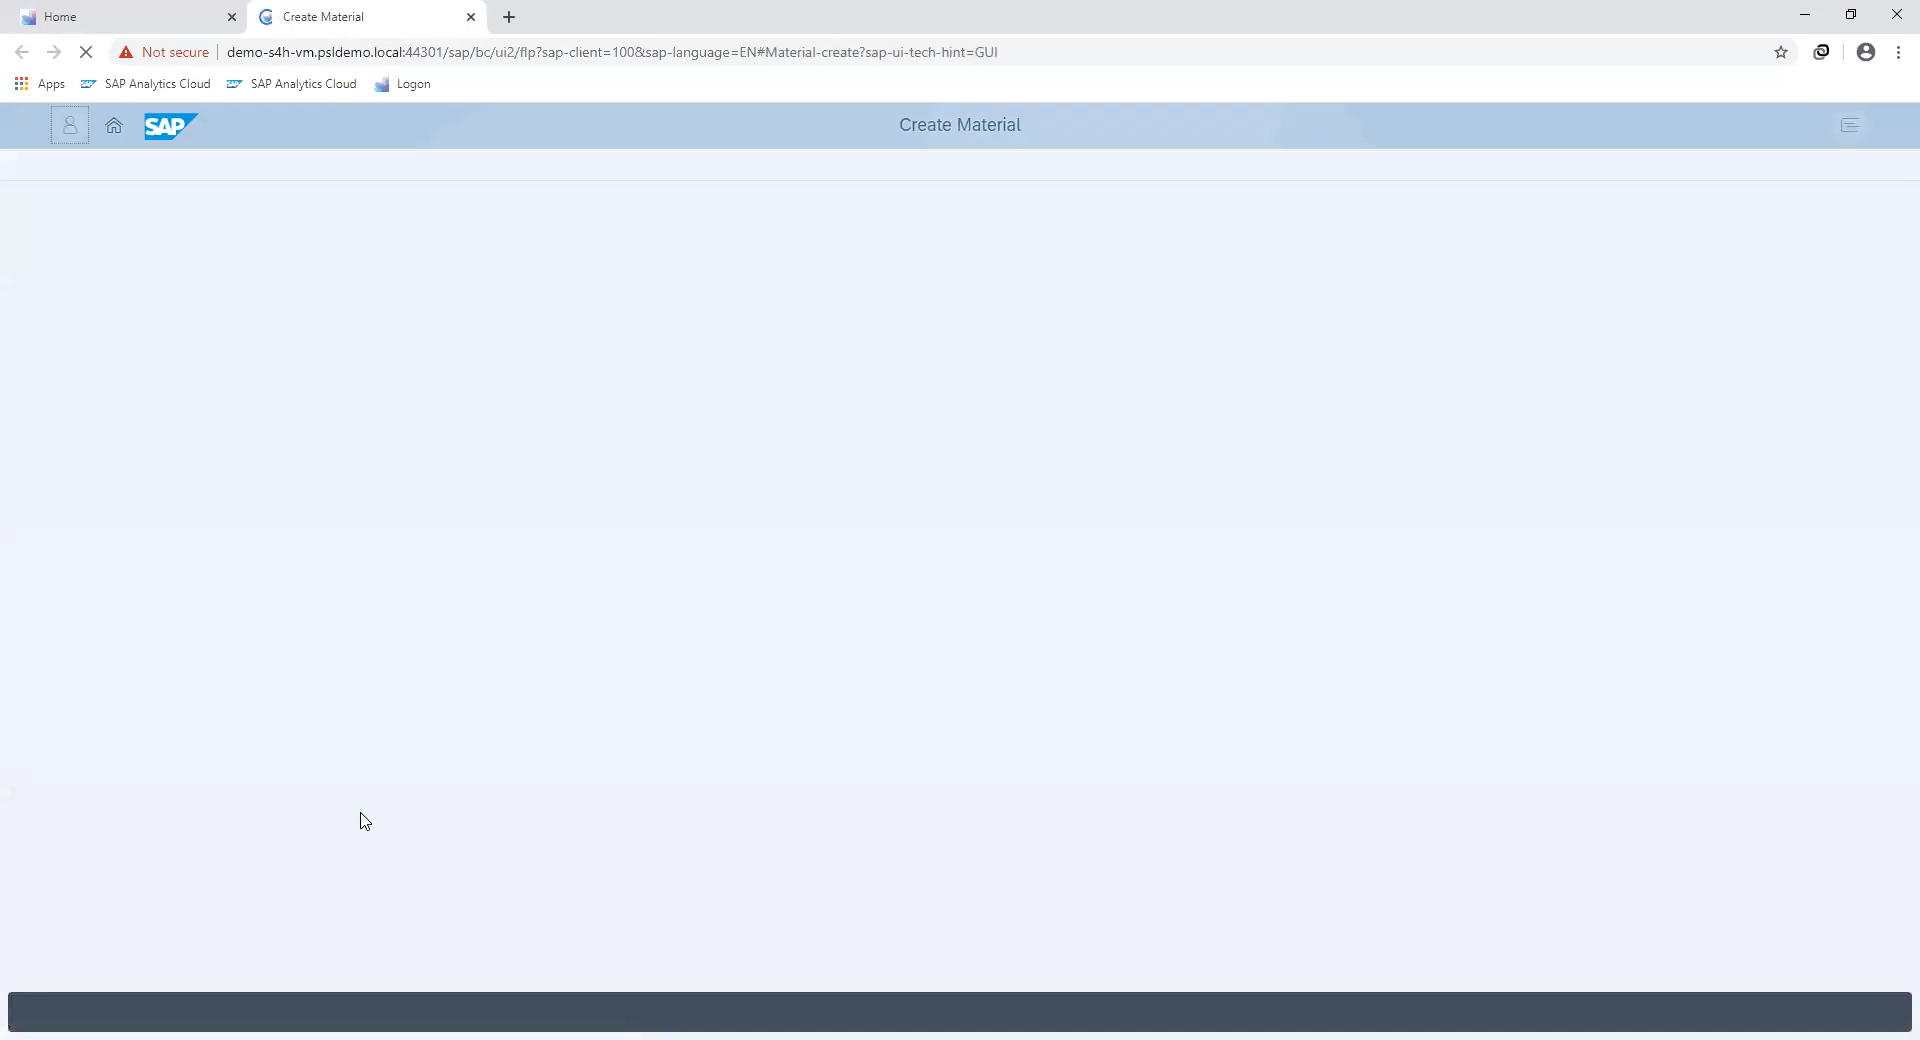 Home
Create Material
Not secure
demo-s4h-vm.psldemo.local:44301/sap/bc/ui2/flp?sap-client=100&sap-language=EN#Material-create?sap-ui-tech-hint=GUI
Apps
SAP Analytics Cloud
SAP Analytics Cloud
Logon
SAP
Create Material